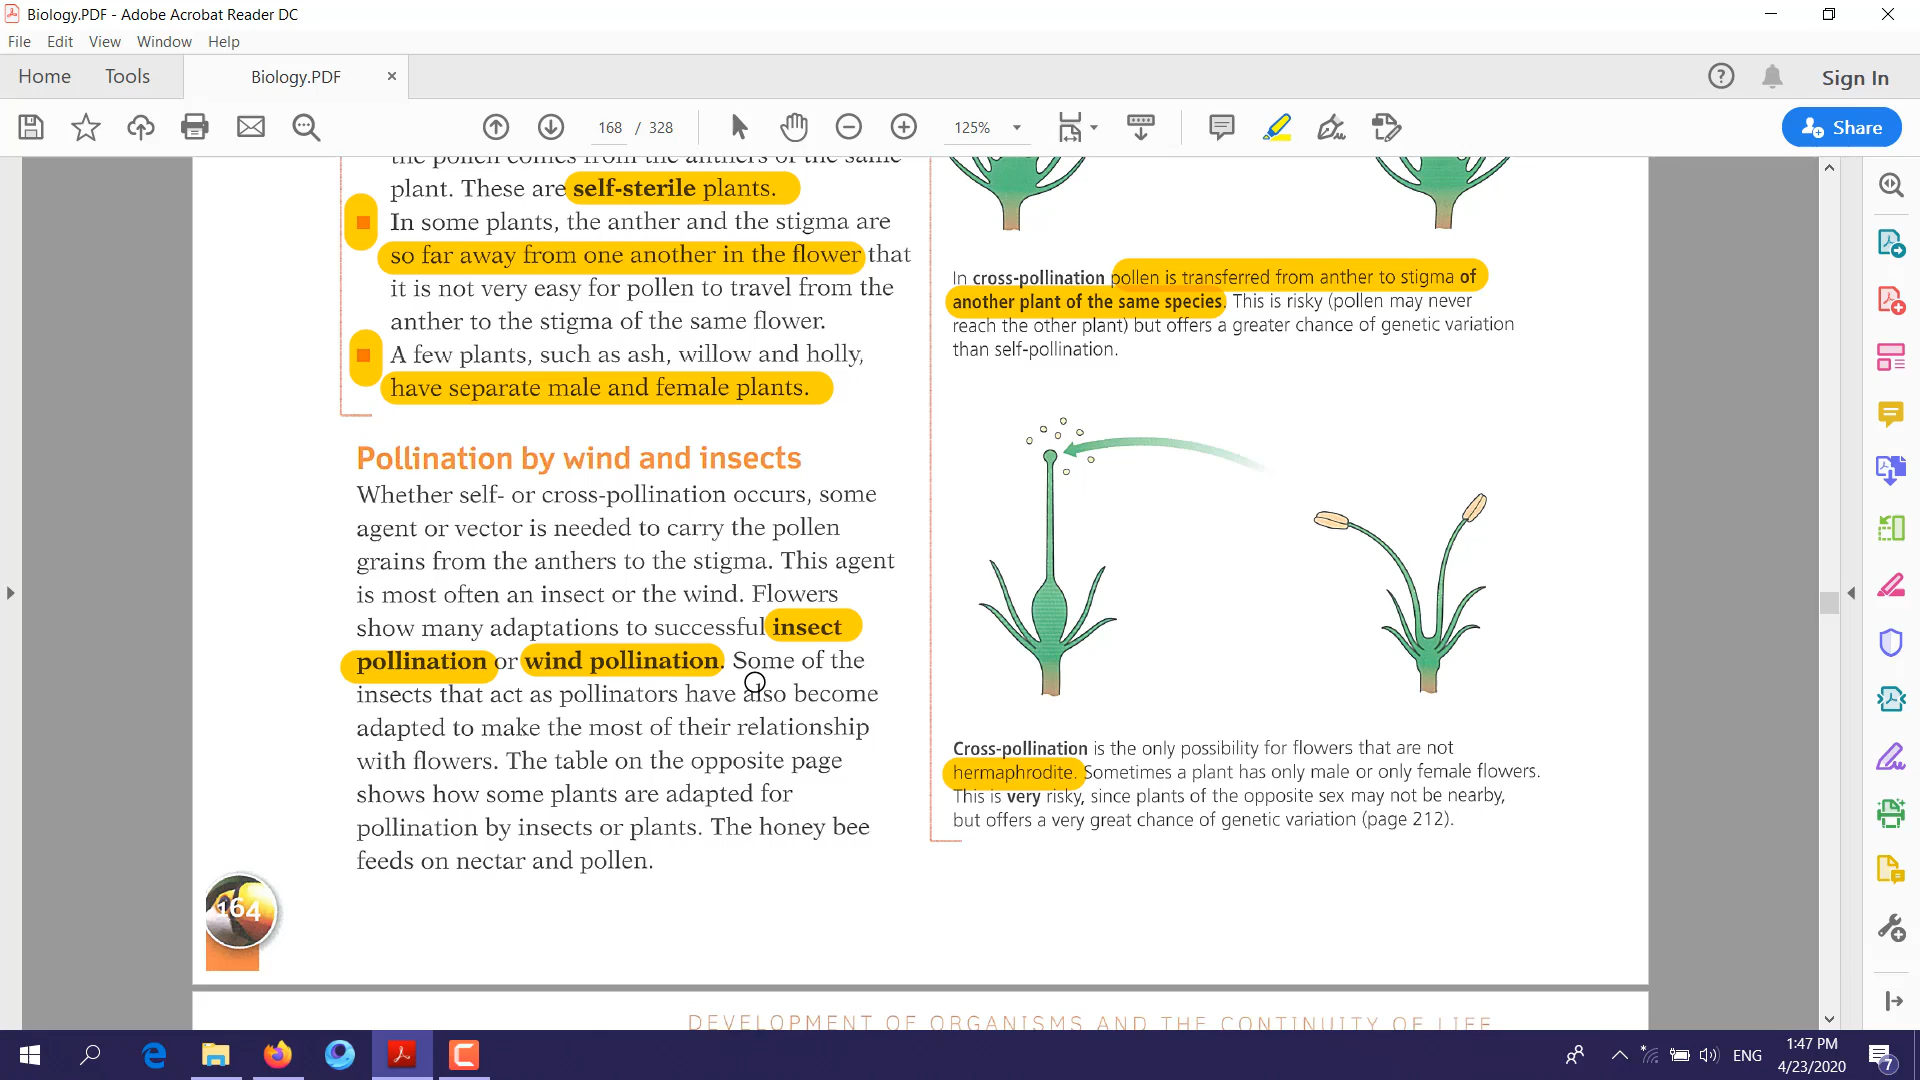 Biology.PDF - Adobe Acrobat Reader DC
File Edit View Window Help
Home Tools Biology.PDF × Sign In
168 / 328 125% Share
the pollen comes from the anthers of the same
plant. These are self-sterile plants.
In some plants, the anther and the stigma are
so far away from one another in the flower that
it is not very easy for pollen to travel from the
anther to the stigma of the same flower.
A few plants, such as ash, willow and holly,
have separate male and female plants.
Pollination by wind and insects
Whether self- or cross-pollination occurs, some
agent or vector is needed to carry the pollen
grains from the anthers to the stigma. This agent
is most often an insect or the wind. Flowers
show many adaptations to successful insect
pollination or wind pollination. Some of the
insects that act as pollinators have also become
adapted to make the most of their relationship
with flowers. The table on the opposite page
shows how some plants are adapted for
pollination by insects or plants. The honey bee
feeds on nectar and pollen.
164
In cross-pollination pollen is transferred from anther to stigma of
another plant of the same species. This is risky (pollen may never
reach the other plant) but offers a greater chance of genetic variation
than self-pollination.
Cross-pollination is the only possibility for flowers that are not
hermaphrodite. Sometimes a plant has only male or only female flowers.
This is very risky, since plants of the opposite sex may not be nearby,
but offers a very great chance of genetic variation (page 212).
DEVELOPMENT OF ORGANISMS AND THE CONTINUITY OF LIFE
ENG
1:47 PM
4/23/2020
7